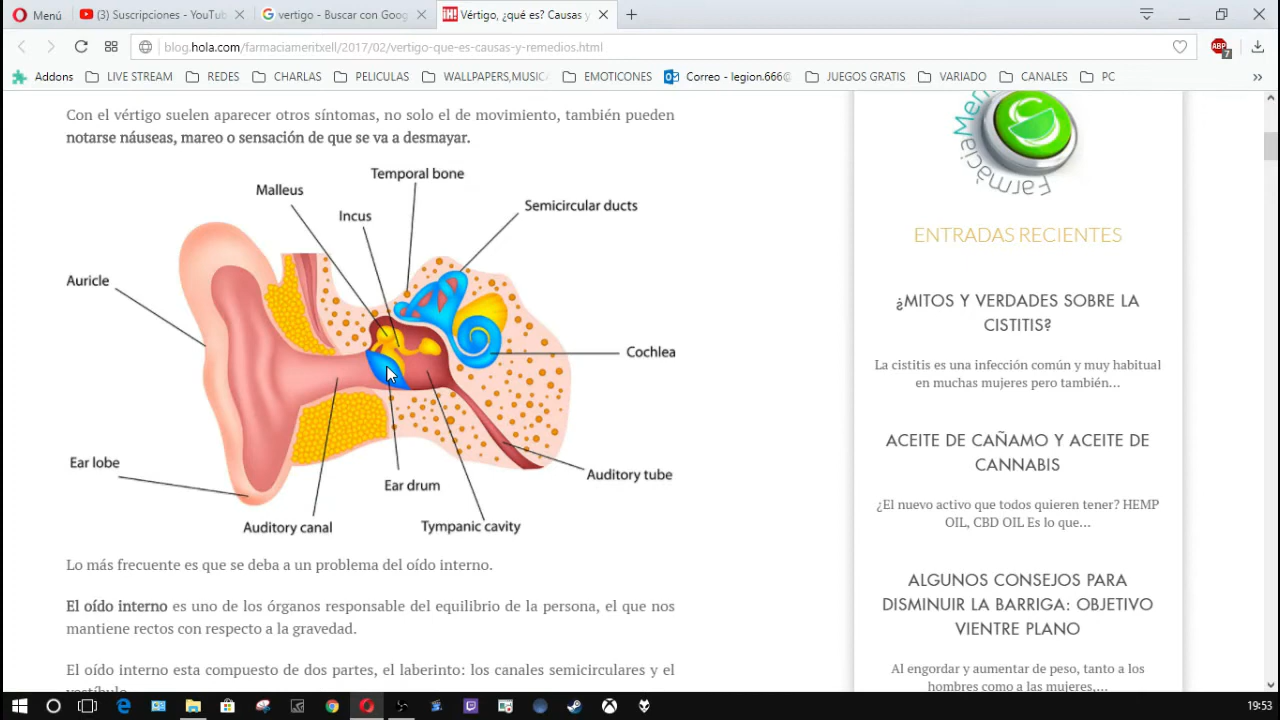 Menú
(3) Suscripciones - YouTub
vertigo - Buscar con Goog
¡H!
Vértigo, ¿qué es? Causas y
blog.hola.com/farmaciameritxell/2017/02/vertigo-que-es-causas-y-remedios.html
ABP
7
Addons
LIVE STREAM
REDES
CHARLAS
PELICULAS
WALLPAPERS,MUSICA
EMOTICONES
Correo - legion.666@
JUEGOS GRATIS
VARIADO
CANALES
PC
Con el vértigo suelen aparecer otros síntomas, no solo el de movimiento, también pueden
notarse náuseas, mareo o sensación de que se va a desmayar.
Temporal bone
Malleus
Semicircular ducts
Incus
Auricle
Cochlea
Ear lobe
Auditory tube
Ear drum
Auditory canal
Tympanic cavity
Lo más frecuente es que se deba a un problema del oído interno.
El oído interno es uno de los órganos responsable del equilibrio de la persona, el que nos
mantiene rectos con respecto a la gravedad.
El oído interno esta compuesto de dos partes, el laberinto: los canales semicirculares y el
vestíbulo
FarmàciaMeri
ENTRADAS RECIENTES
¿MITOS Y VERDADES SOBRE LA
CISTITIS?
La cistitis es una infección común y muy habitual
en muchas mujeres pero también...
ACEITE DE CAÑAMO Y ACEITE DE
CANNABIS
¿El nuevo activo que todos quieren tener? HEMP
OIL, CBD OIL Es lo que...
ALGUNOS CONSEJOS PARA
DISMINUIR LA BARRIGA: OBJETIVO
VIENTRE PLANO
Al engordar y aumentar de peso, tanto a los
hombres como a las mujeres,...
19:53